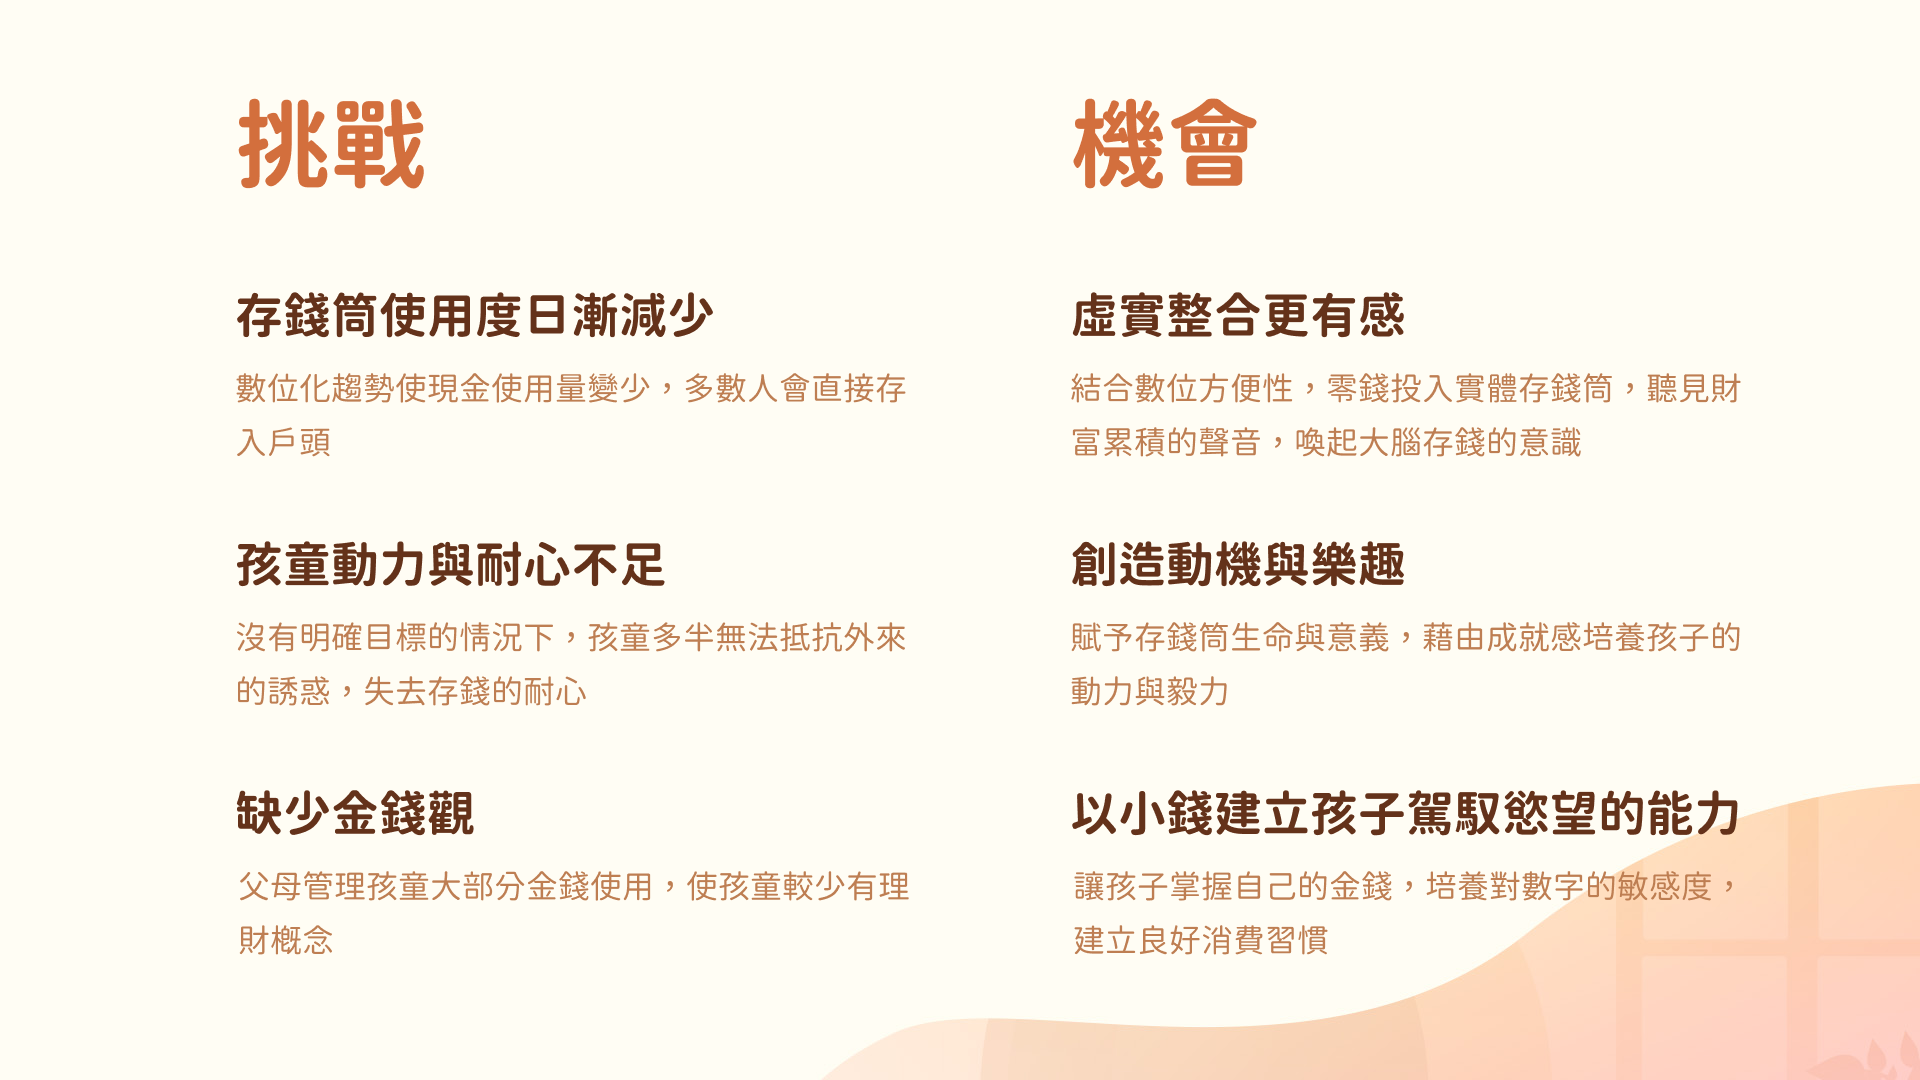 挑戰
存錢筒使用度日漸減少
數位化趨勢使現金使用量變少，多數人會直接存
入戶頭
孩童動力與耐心不足
沒有明確目標的情況下，孩童多半無法抵抗外來
的誘惑，失去存錢的耐心
缺少金錢觀
父母管理孩童大部分金錢使用，使孩童較少有理
財概念
機會
虛實整合更有感
結合數位方便性，零錢投入實體存錢筒，聽見財
富累積的聲音，喚起大腦存錢的意識
創造動機與樂趣
賦予存錢筒生命與意義，藉由成就感培養孩子的
動力與毅力
以小錢建立孩子駕馭慾望的能力
讓孩子掌握自己的金錢，培養對數字的敏感度，
建立良好消費習慣